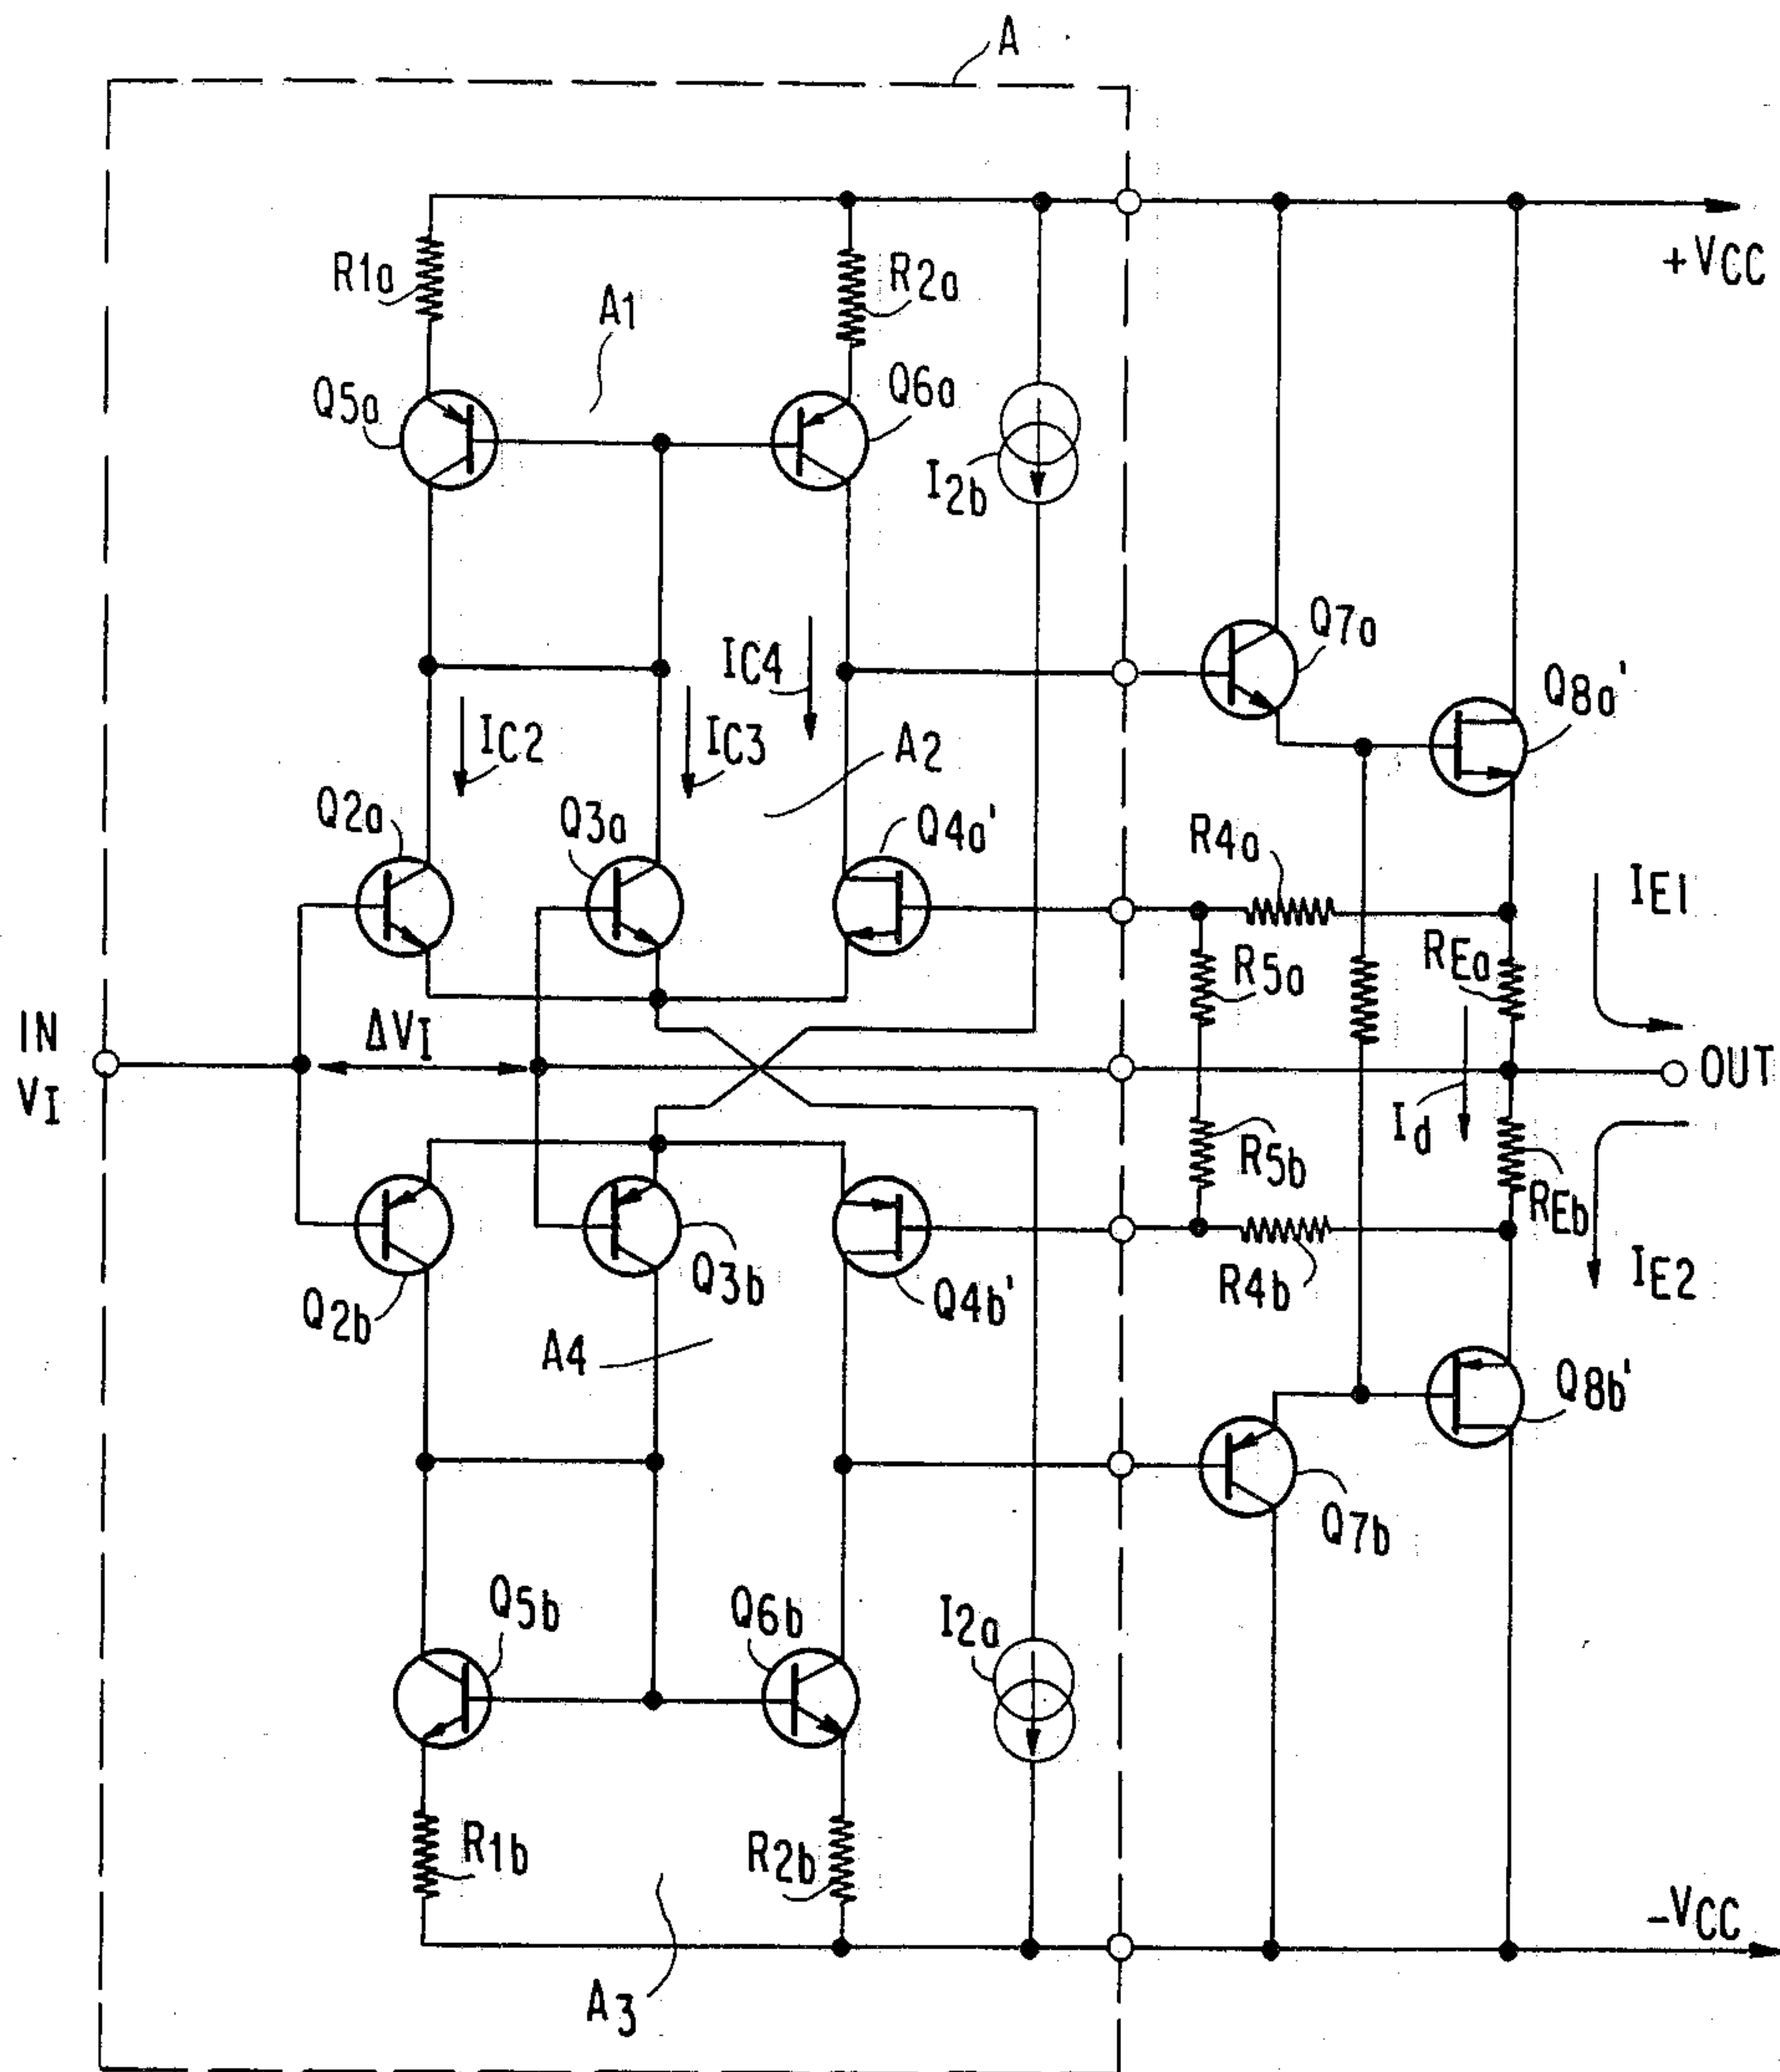 A
+VCC
R1a
R2a
A1
Q5a
Q6a
I2b
Q7a
Q8a'
IC2
IC3
IC4
A2
Q2a
Q3a
Q4a'
R4a
IE1
R5a
REa
IN
VI
ΔVI
OUT
Id
R5b
REb
Q2b
Q3b
Q4b'
R4b
IE2
A4
Q8b'
Q7b
Q5b
Q6b
I2a
R1b
R2b
-VCC
A3